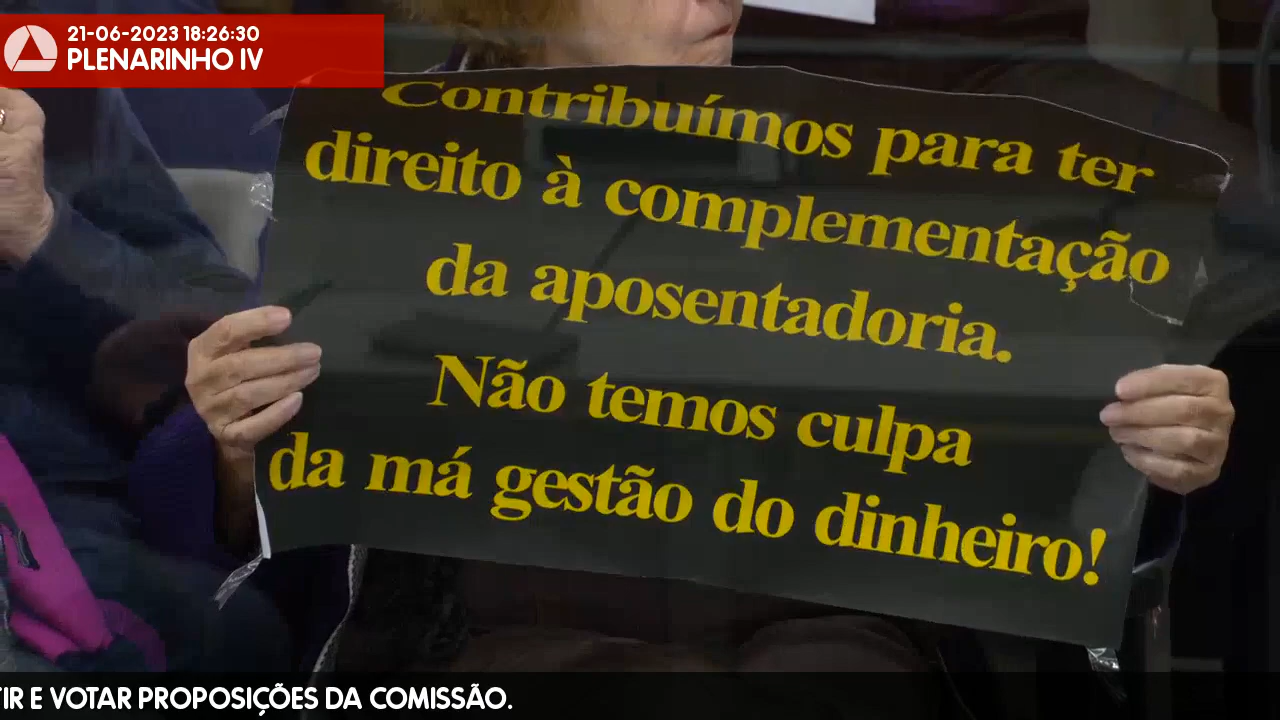 21-06-2023 18:26:30
PLENARINHO IV
Contribuímos para ter
direito à complementação
da aposentadoria.
Não temos culpa
da má gestão do dinheiro!
TIR E VOTAR PROPOSIÇÕES DA COMISSÃO.